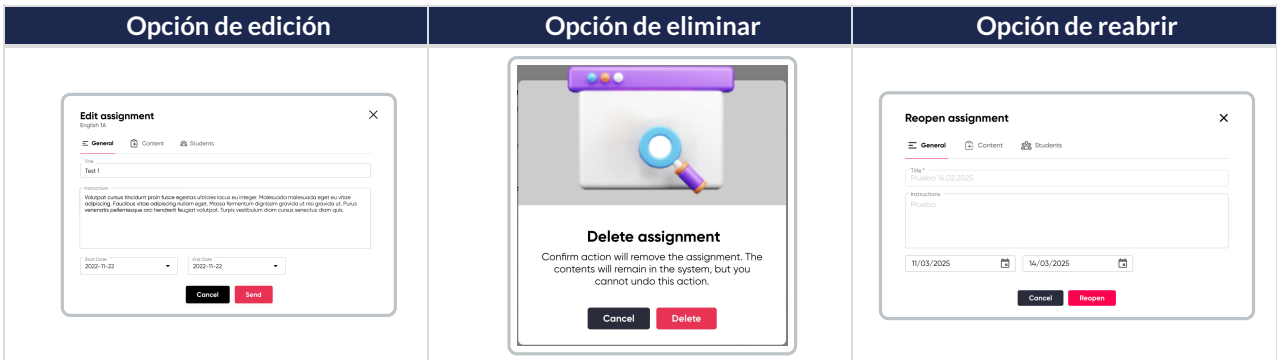 Opción de edición
Opción de eliminar
Opción de reabrir
Edit assignment
English 1A
General Content Students
Title
Test 1
Instructions
Volutpat cursus tincidunt proin fusce egestas ultricies lacus eu integer. Malesuada malesuada eget eu vitae
adipiscing. Faucibus vitae adipiscing nullam eget. Massa fermentum dignissim gravida ut nisi gravida ut. Purus
venenatis pellentesque orci hendrerit feugiat volutpat. Turpis vestibulum diam cursus senectus diam quis.
Start Date
2022-11-22
End Date
2022-11-22
Cancel Send
Delete assignment
Confirm action will remove the assignment. The
contents will remain in the system, but you
cannot undo this action.
Cancel Delete
Reopen assignment
General Content Students
Title *
Prueba 14.02.2025
Instructions
Prueba
11/03/2025 14/03/2025
Cancel Reopen